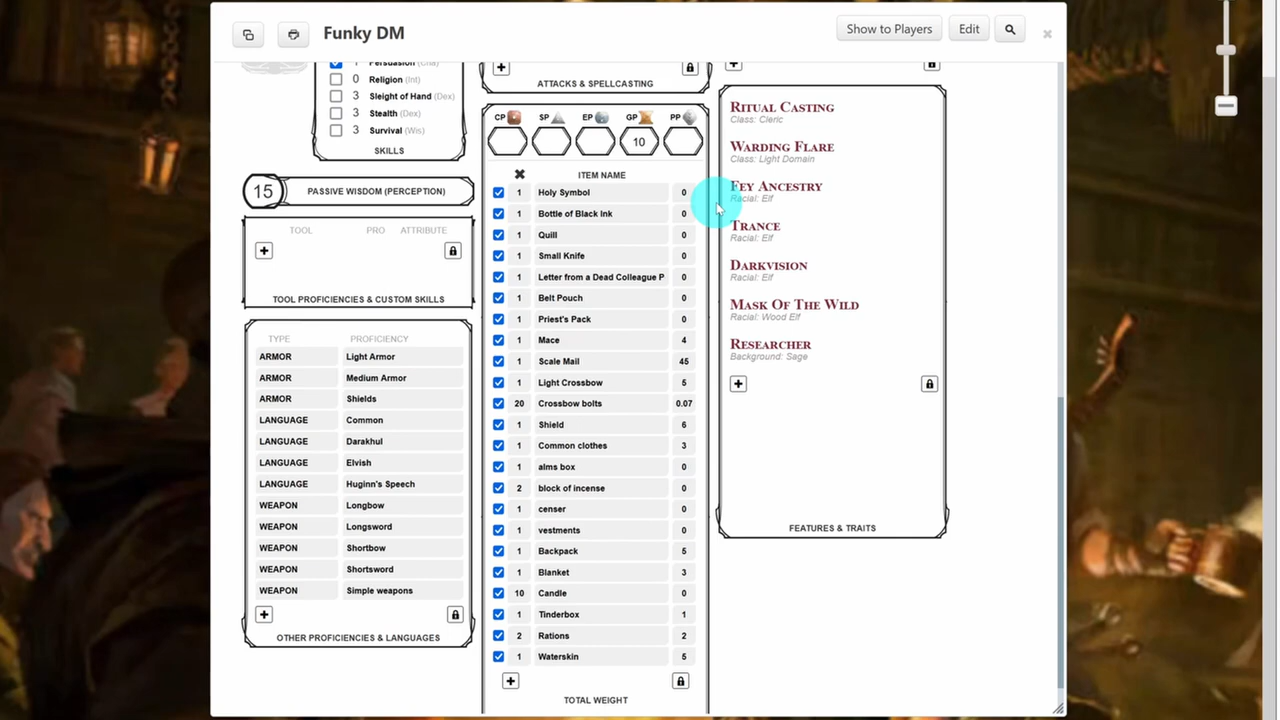 Funky DM
Show to Players
Edit
1 Persuasion (Cha)
0 Religion (Int)
3 Sleight of Hand (Dex)
3 Stealth (Dex)
3 Survival (Wis)
SKILLS
15 PASSIVE WISDOM (PERCEPTION)
TOOL PRO ATTRIBUTE
TOOL PROFICIENCIES & CUSTOM SKILLS
TYPE PROFICIENCY
ARMOR Light Armor
ARMOR Medium Armor
ARMOR Shields
LANGUAGE Common
LANGUAGE Darakhul
LANGUAGE Elvish
LANGUAGE Huginn's Speech
WEAPON Longbow
WEAPON Longsword
WEAPON Shortbow
WEAPON Shortsword
WEAPON Simple weapons
OTHER PROFICIENCIES & LANGUAGES
ATTACKS & SPELLCASTING
CP SP EP GP PP
10
ITEM NAME
1 Holy Symbol 0
1 Bottle of Black Ink 0
1 Quill 0
1 Small Knife 0
1 Letter from a Dead Colleague P 0
1 Belt Pouch 0
1 Priest's Pack 0
1 Mace 4
1 Scale Mail 45
1 Light Crossbow 5
20 Crossbow bolts 0.07
1 Shield 6
1 Common clothes 3
1 alms box 0
2 block of incense 0
1 censer 0
1 vestments 0
1 Backpack 5
1 Blanket 3
10 Candle 0
1 Tinderbox 1
2 Rations 2
1 Waterskin 5
TOTAL WEIGHT
RITUAL CASTING
Class: Cleric
WARDING FLARE
Class: Light Domain
FEY ANCESTRY
Racial: Elf
TRANCE
Racial: Elf
DARKVISION
Racial: Elf
MASK OF THE WILD
Racial: Wood Elf
RESEARCHER
Background: Sage
FEATURES & TRAITS